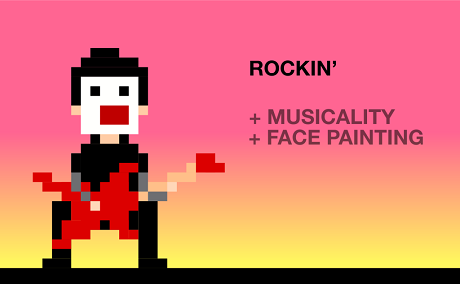 ROCKIN’
+ MUSICALITY
+ FACE PAINTING